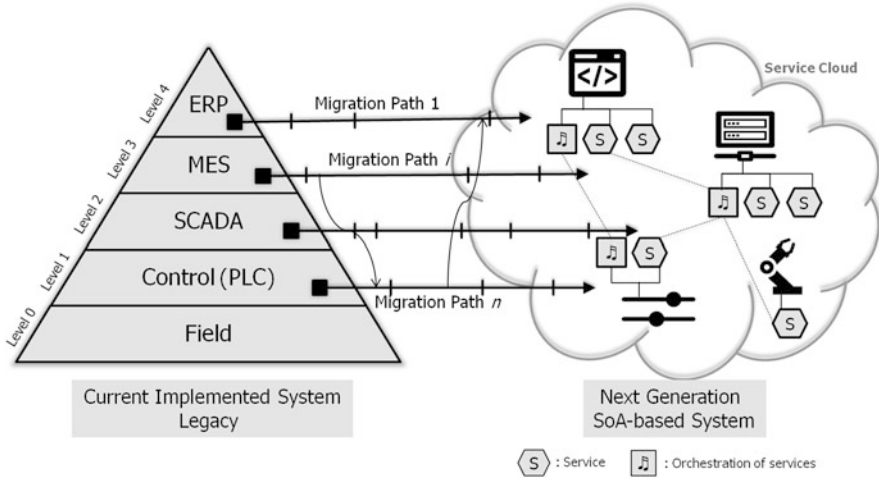 Level 4
Level 3
Level 2
Level 1
Level 0
ERP
MES
SCADA
Control (PLC)
Field
Migration Path 1
Migration Path i
Migration Path n
Service Cloud
</>
♫ S S
♫ S S
♫ S
S
Current Implemented System
Legacy
Next Generation
SoA-based System
S : Service ♫ : Orchestration of services